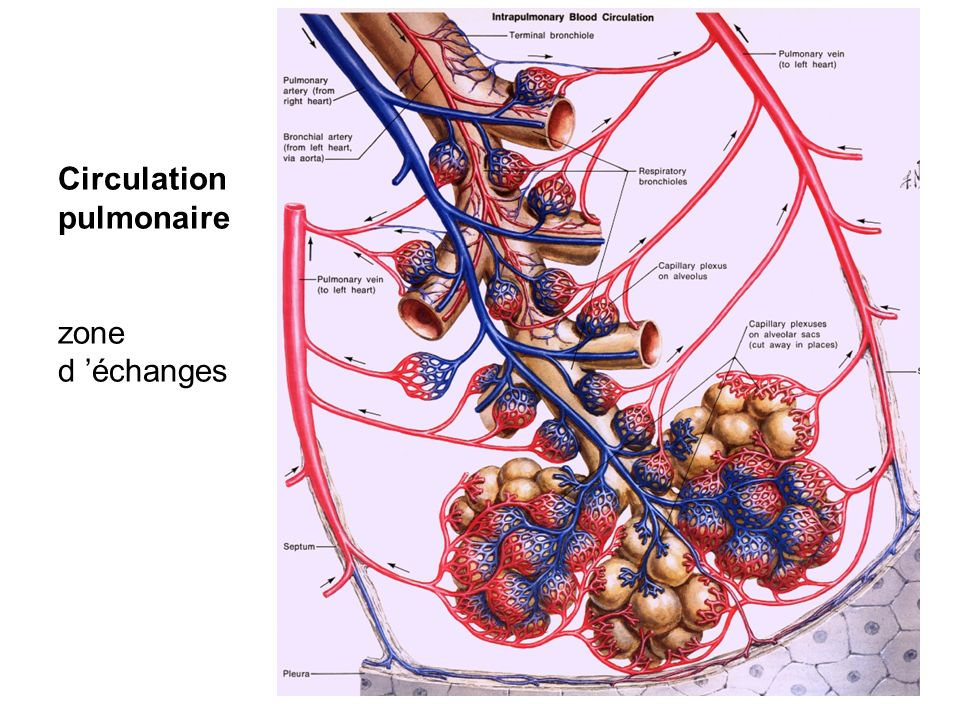 Circulation
pulmonaire
zone
d ’échanges
Intrapulmonary Blood Circulation
Terminal bronchiole
Pulmonary
artery (from
right heart)
Bronchial artery
(from left heart,
via aorta)
Pulmonary vein
(to left heart)
Respiratory
bronchioles
Pulmonary vein
(to left heart)
Capillary plexus
on alveolus
Capillary plexuses
on alveolar sacs
(cut away in places)
Septum
Pleura